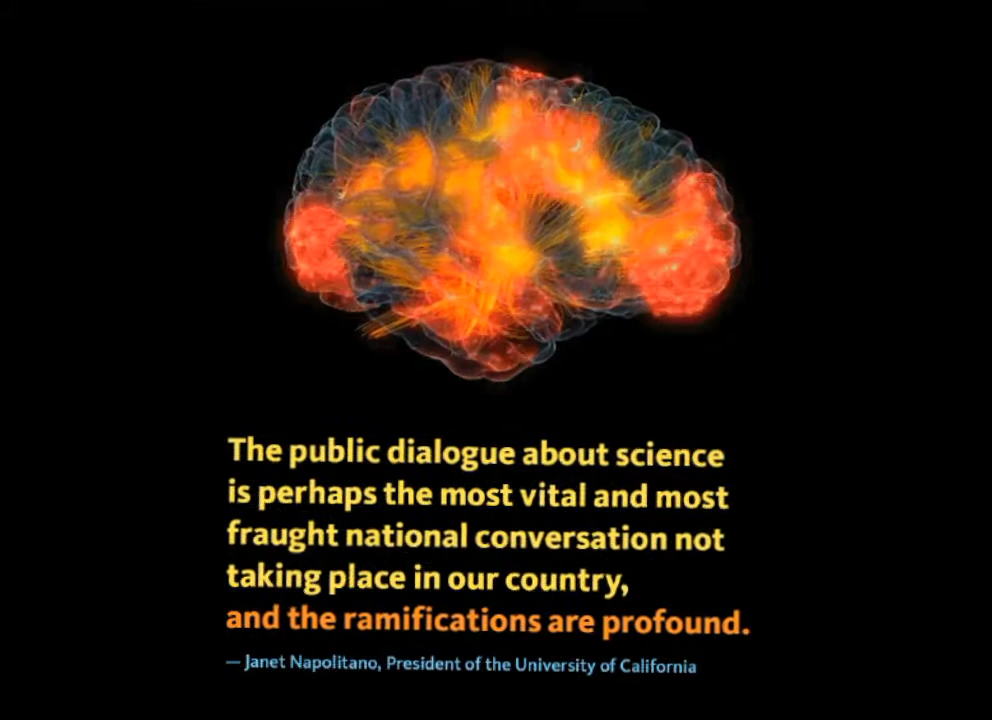 The public dialogue about science
is perhaps the most vital and most
fraught national conversation not
taking place in our country,
and the ramifications are profound.
— Janet Napolitano, President of the University of California